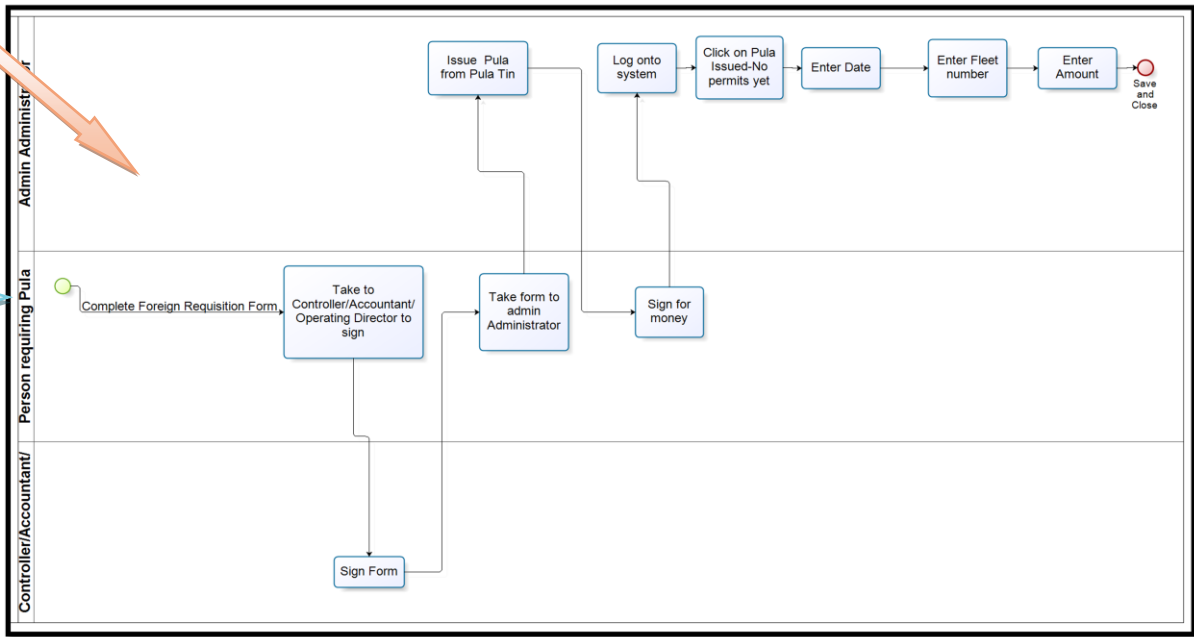 Admin Administrator
Issue Pula
from Pula Tin
Log onto
system
Click on Pula
Issued-No
permits yet
Enter Date
Enter Fleet
number
Enter
Amount
Save
and
Close
Person requiring Pula
Complete Foreign Requisition Form
Take to
Controller/Accountant/
Operating Director to
sign
Take form to
admin
Administrator
Sign for
money
Controller/Accountant/
Sign Form